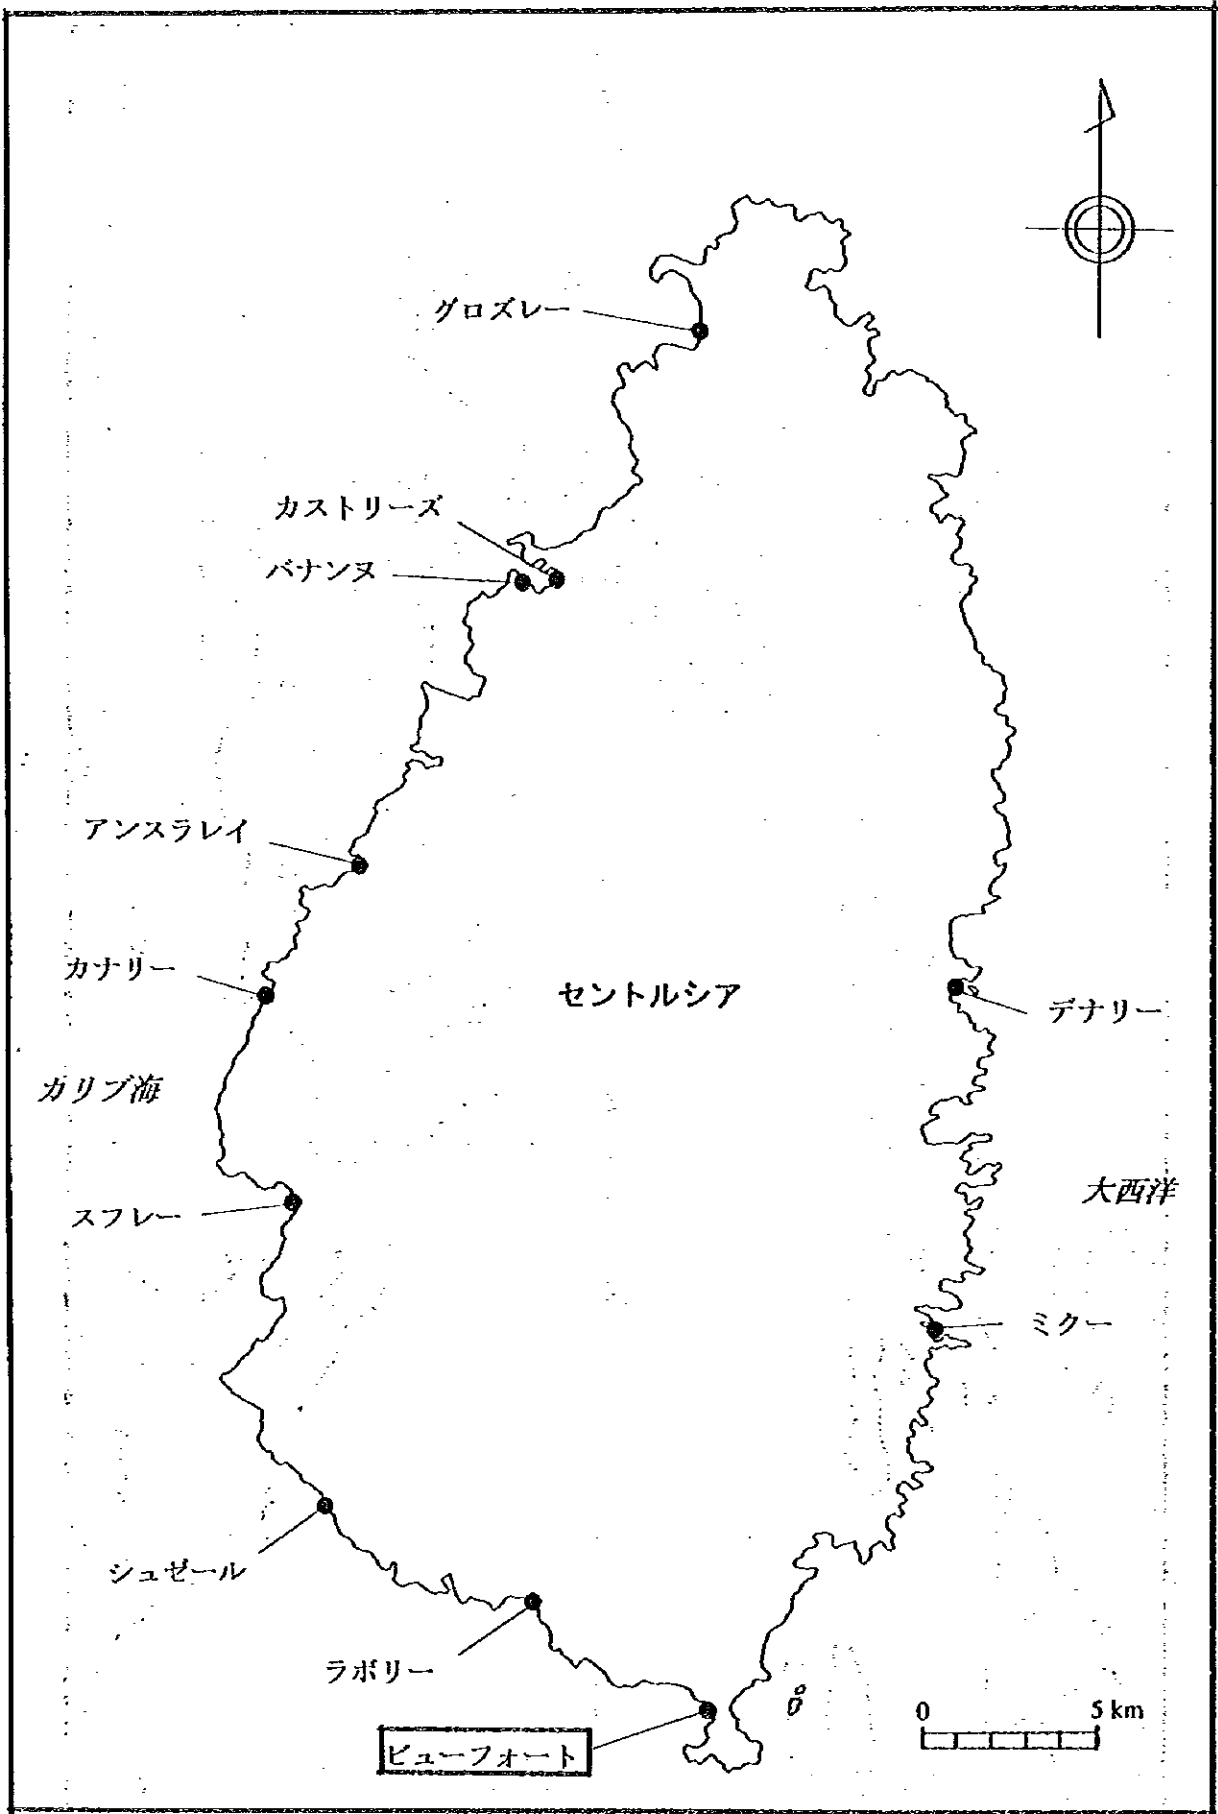 グロズレー
カストリーズ
バナンヌ
アンスラレイ
カナリー
セントルシア
デナリー
カリブ海
大西洋
スフレー
ミクー
シュゼール
ラボリー
0 5 km
ビューフォート